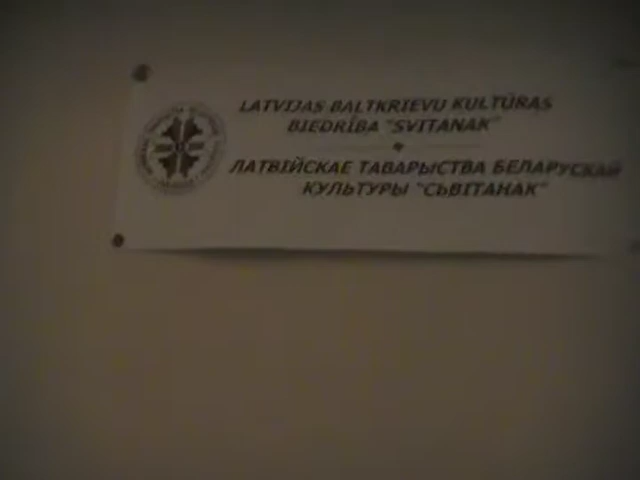 LATVIJAS BALTKRIEVU KULTŪRAS
BIEDRĪBA "SVITANAK"
ЛАТВІЙСКАЕ ТАВАРЫСТВА БЕЛАРУСКАЙ
КУЛЬТУРЫ "СЬВІТАНАК"